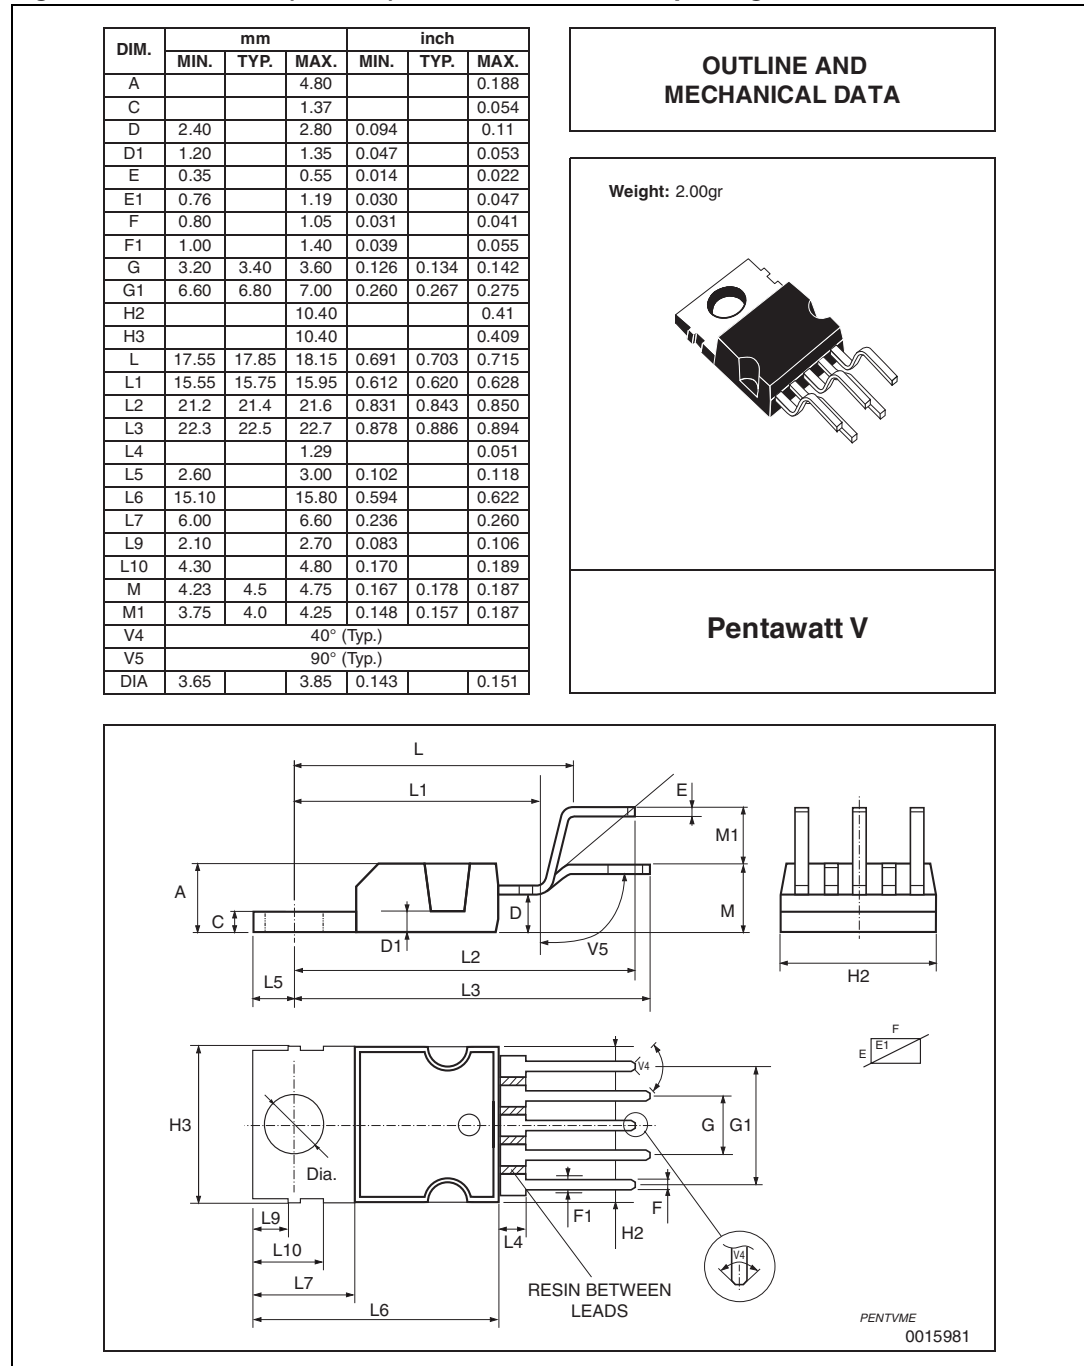 DIM. mm inch
MIN. TYP. MAX. MIN. TYP. MAX.
A 4.80 0.188
C 1.37 0.054
D 2.40 2.80 0.094 0.11
D1 1.20 1.35 0.047 0.053
E 0.35 0.55 0.014 0.022
E1 0.76 1.19 0.030 0.047
F 0.80 1.05 0.031 0.041
F1 1.00 1.40 0.039 0.055
G 3.20 3.40 3.60 0.126 0.134 0.142
G1 6.60 6.80 7.00 0.260 0.267 0.275
H2 10.40 0.41
H3 10.40 0.409
L 17.55 17.85 18.15 0.691 0.703 0.715
L1 15.55 15.75 15.95 0.612 0.620 0.628
L2 21.2 21.4 21.6 0.831 0.843 0.850
L3 22.3 22.5 22.7 0.878 0.886 0.894
L4 1.29 0.051
L5 2.60 3.00 0.102 0.118
L6 15.10 15.80 0.594 0.622
L7 6.00 6.60 0.236 0.260
L9 2.10 2.70 0.083 0.106
L10 4.30 4.80 0.170 0.189
M 4.23 4.5 4.75 0.167 0.178 0.187
M1 3.75 4.0 4.25 0.148 0.157 0.187
V4 40° (Typ.)
V5 90° (Typ.)
DIA 3.65 3.85 0.143 0.151
OUTLINE AND
MECHANICAL DATA
Weight: 2.00gr
Pentawatt V
L
L1
E
M1
A
C
D
M
D1
L2
V5
L5
L3
H2
F
E1
E
V4
H3
G G1
Dia.
L9
F1
F
L4
H2
L10
V4
L7
RESIN BETWEEN
LEADS
L6
PENTVME
0015981